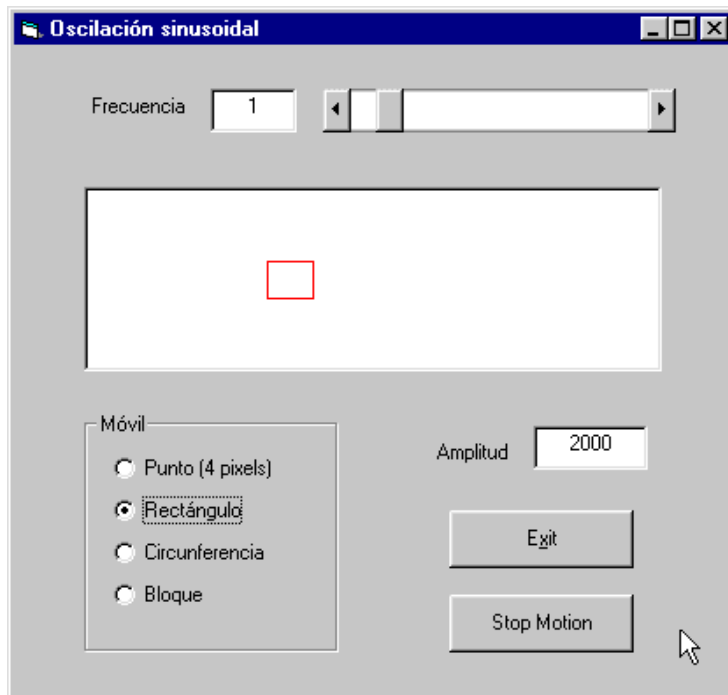 Oscilación sinusoidal
Frecuencia 1
Móvil
Punto (4 pixels)
Rectángulo
Circunferencia
Bloque
Amplitud 2000
Exit
Stop Motion